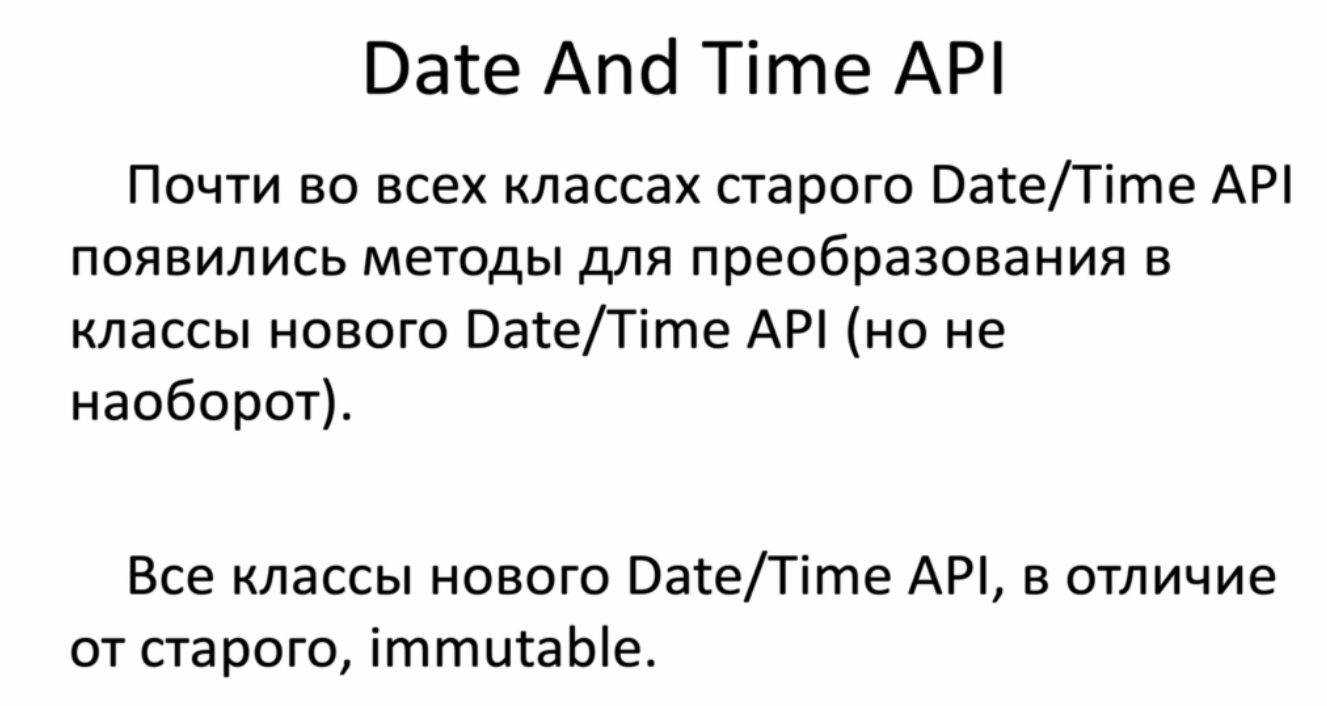 Date And Time API
Почти во всех классах старого Date/Time API
появились методы для преобразования в
классы нового Date/Time API (но не
наоборот).
Все классы нового Date/Time API, в отличие
от старого, immutable.